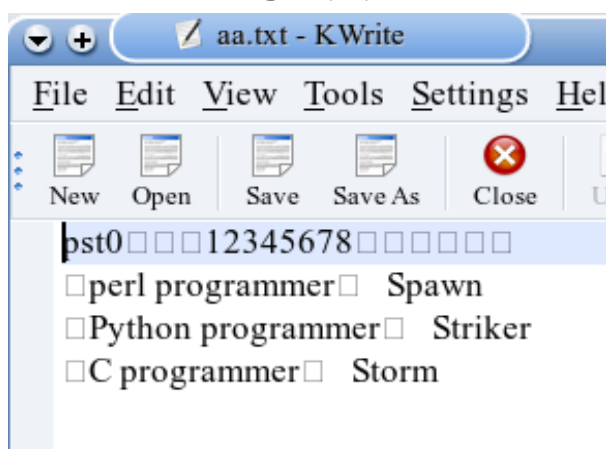 aa.txt - KWrite
File Edit View Tools Settings Hel
New Open Save Save As Close U
pst0□□□12345678□□□□□□
□perl programmer□ Spawn
□Python programmer□ Striker
□C programmer□ Storm